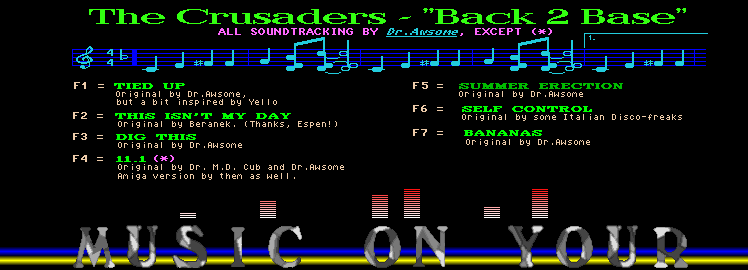 The Crusaders - "Back 2 Base"
ALL SOUNDTRACKING BY Dr.Awsome, EXCEPT (*)
4
4
1.
F1 = TIED UP
Original by Dr.Awsome,
but a bit inspired by Yello
F2 = THIS ISN'T MY DAY
Original by Beranek. (Thanks, Espen!)
F3 = DIG THIS
Original by Dr.Awsome
F4 = 11.1 (*)
Original by Dr. M.D. Cub and Dr.Awsome
Amiga version by them as well.
F5 = SUMMER ERECTION
Original by Dr.Awsome
F6 = SELF CONTROL
Original by some Italian Disco-freaks
F7 = BANANAS
Original by Dr.Awsome
MUSIC ON YOUR